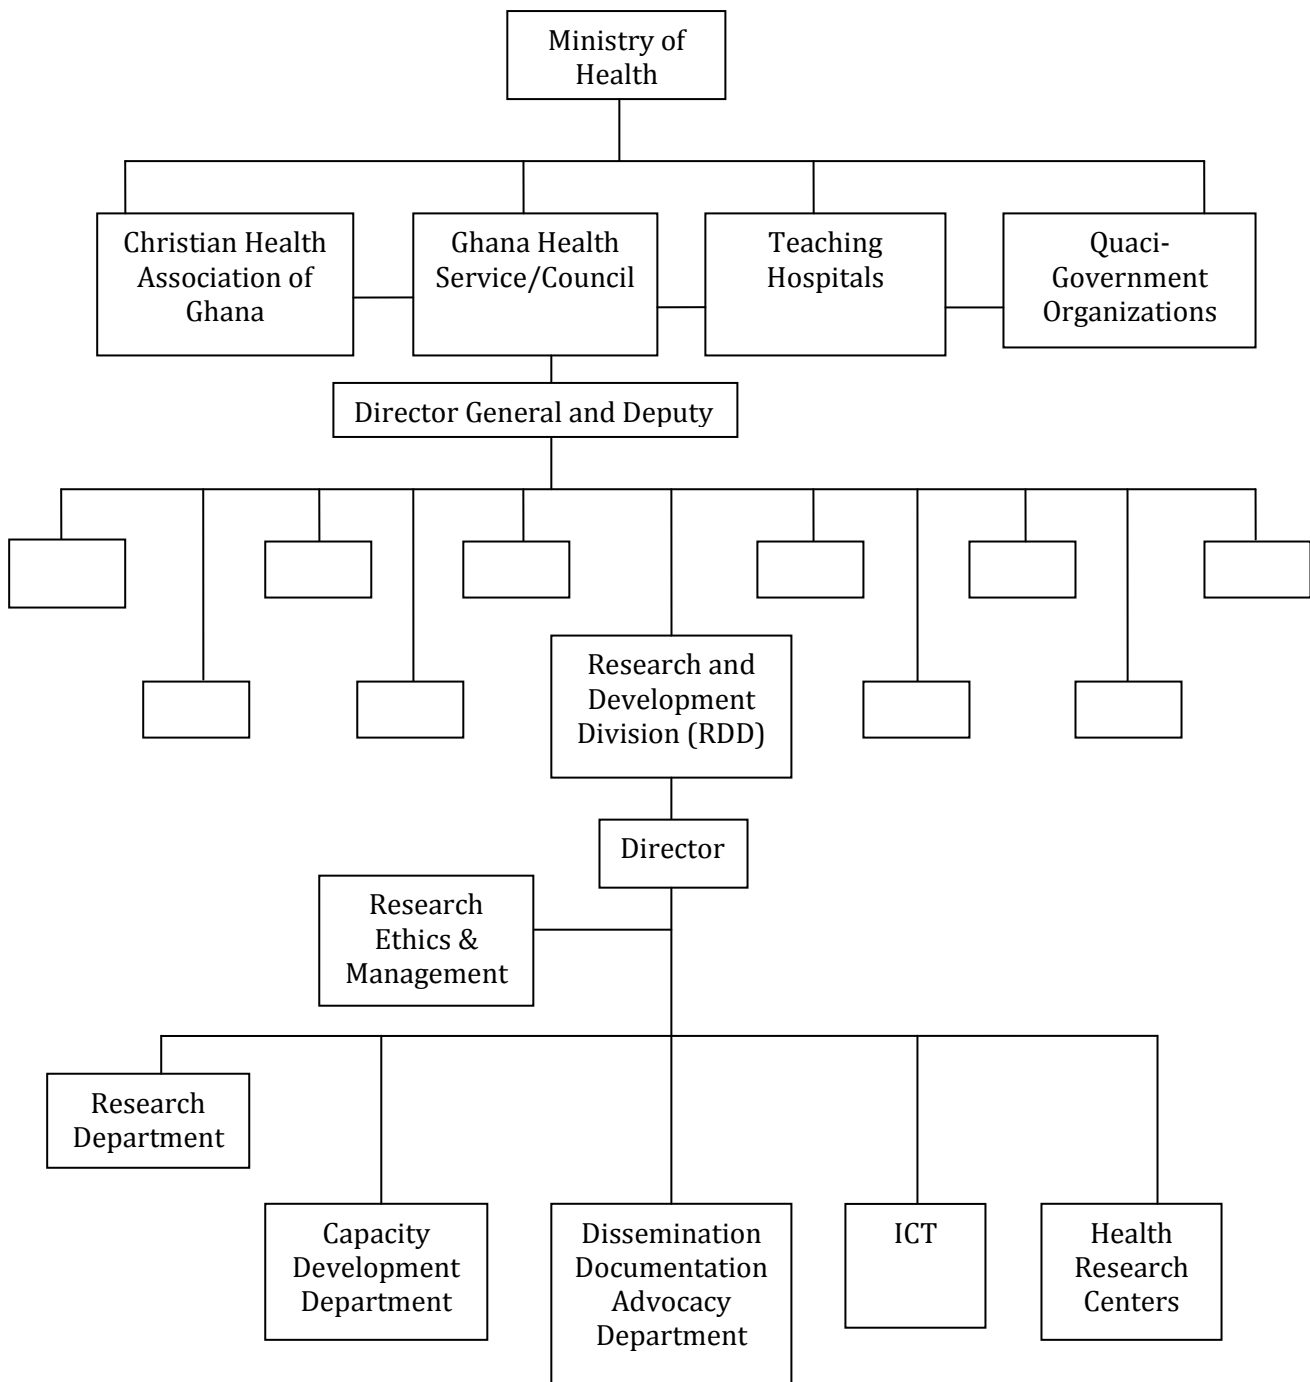 Ministry of
Health
Christian Health
Association of
Ghana
Ghana Health
Service/Council
Teaching
Hospitals
Quaci-
Government
Organizations
Director General and Deputy
Research and
Development
Division (RDD)
Director
Research
Ethics &
Management
Research
Department
Capacity
Development
Department
Dissemination
Documentation
Advocacy
Department
ICT
Health
Research
Centers